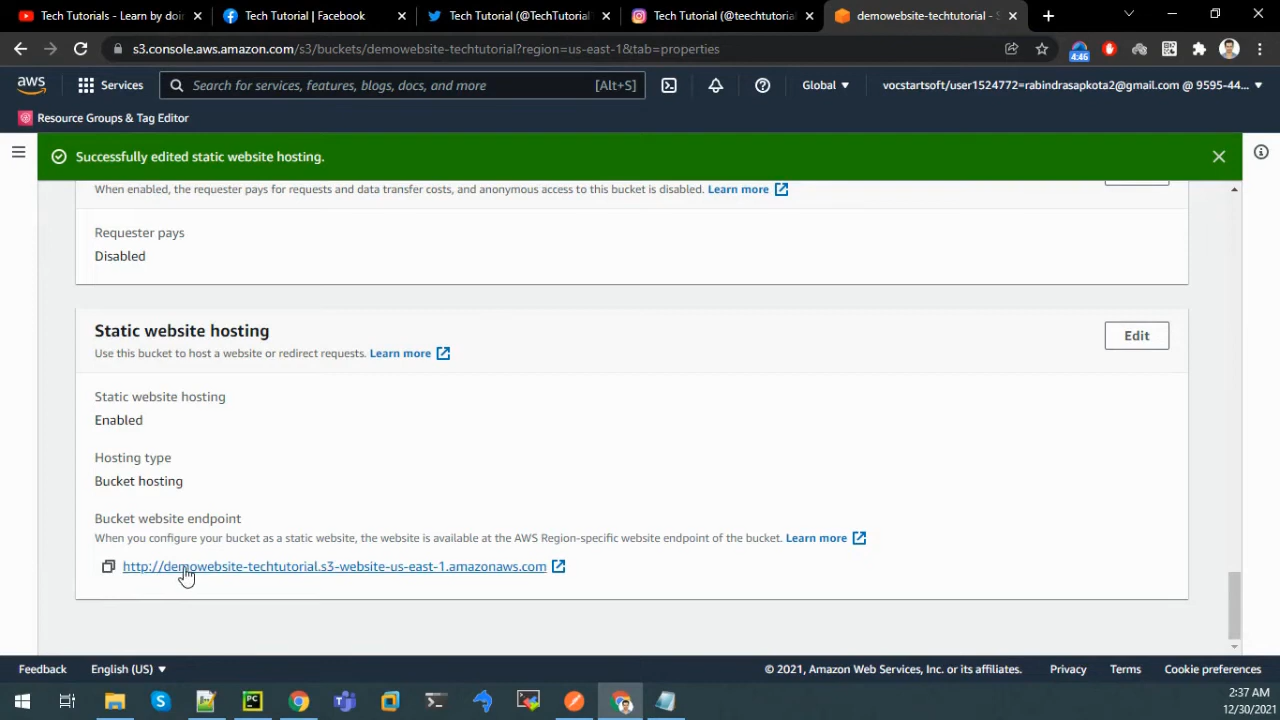 Tech Tutorials - Learn by doin
Tech Tutorial | Facebook
Tech Tutorial (@TechTutorial
Tech Tutorial (@teechtutorial
demowebsite-techtutorial - S
s3.console.aws.amazon.com/s3/buckets/demowebsite-techtutorial?region=us-east-1&tab=properties
4:46
aws
Services
Search for services, features, blogs, docs, and more
[Alt+S]
Global
vocstartsoft/user1524772=rabindrasapkota2@gmail.com @ 9595-44...
Resource Groups & Tag Editor
Successfully edited static website hosting.
When enabled, the requester pays for requests and data transfer costs, and anonymous access to this bucket is disabled. Learn more
Requester pays
Disabled
Static website hosting
Edit
Use this bucket to host a website or redirect requests. Learn more
Static website hosting
Enabled
Hosting type
Bucket hosting
Bucket website endpoint
When you configure your bucket as a static website, the website is available at the AWS Region-specific website endpoint of the bucket. Learn more
http://demowebsite-techtutorial.s3-website-us-east-1.amazonaws.com
Feedback
English (US)
© 2021, Amazon Web Services, Inc. or its affiliates.
Privacy
Terms
Cookie preferences
PC
2:37 AM
12/30/2021